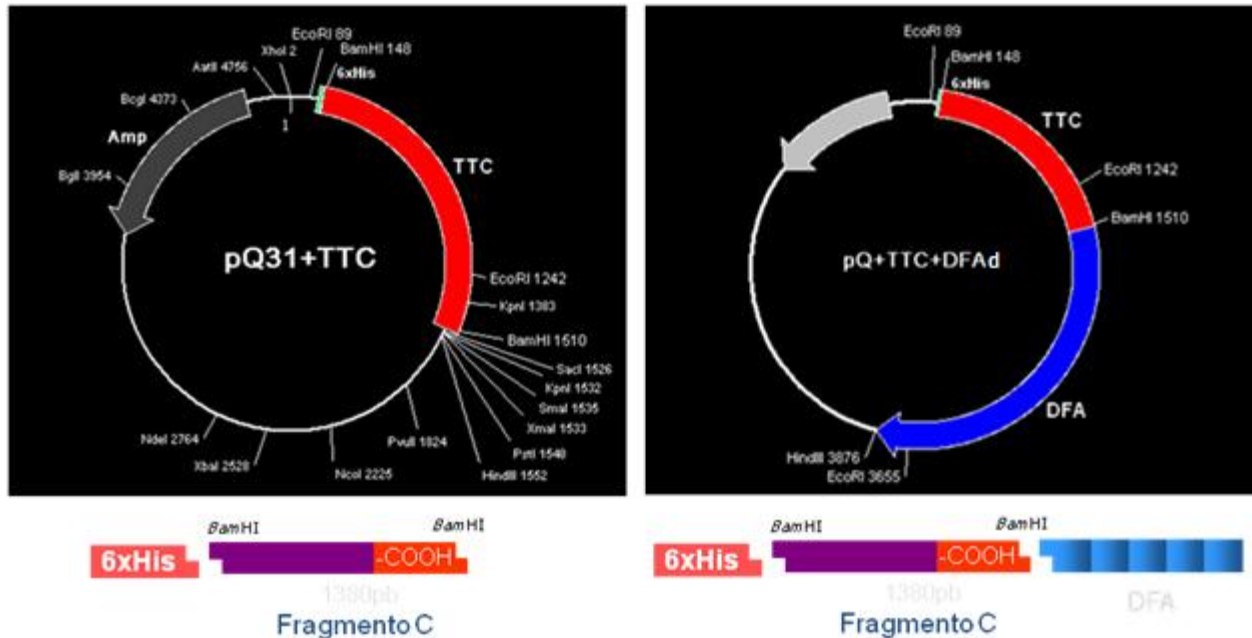 EcoRI 89
XhoI 2
BamHI 148
AatII 4756
6xHis
BcgI 4373
1
Amp
TTC
BglI 3954
pQ31+TTC
EcoRI 1242
KpnI 1383
BamHI 1510
SacI 1526
KpnI 1532
SmaI 1535
XmaI 1533
PstI 1548
HindIII 1552
PvuII 1824
NcoI 2225
XbaI 2528
NdeI 2764
BamHI
BamHI
6xHis
-COOH
1380pb
Fragmento C
EcoRI 89
BamHI 148
6xHis
TTC
EcoRI 1242
BamHI 1510
pQ+TTC+DFAd
DFA
HindIII 3876
EcoRI 3655
BamHI
BamHI
6xHis
-COOH
1380pb
DFA
Fragmento C